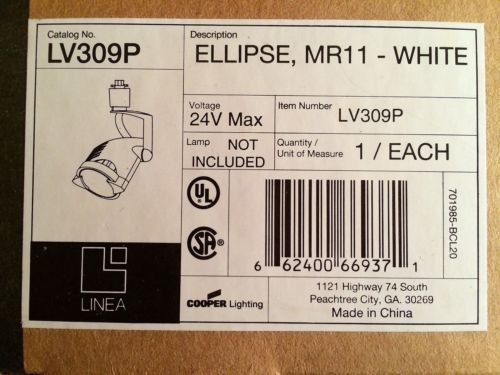 Catalog No.
LV309P
Description
ELLIPSE, MR11 - WHITE
Voltage
24V Max
Item Number
LV309P
Lamp NOT
INCLUDED
Quantity /
Unit of Measure 1 / EACH
UL
SA
6 62400 66937 1
701985-BCL20
LINEA
COOPER Lighting
1121 Highway 74 South
Peachtree City, GA. 30269
Made in China